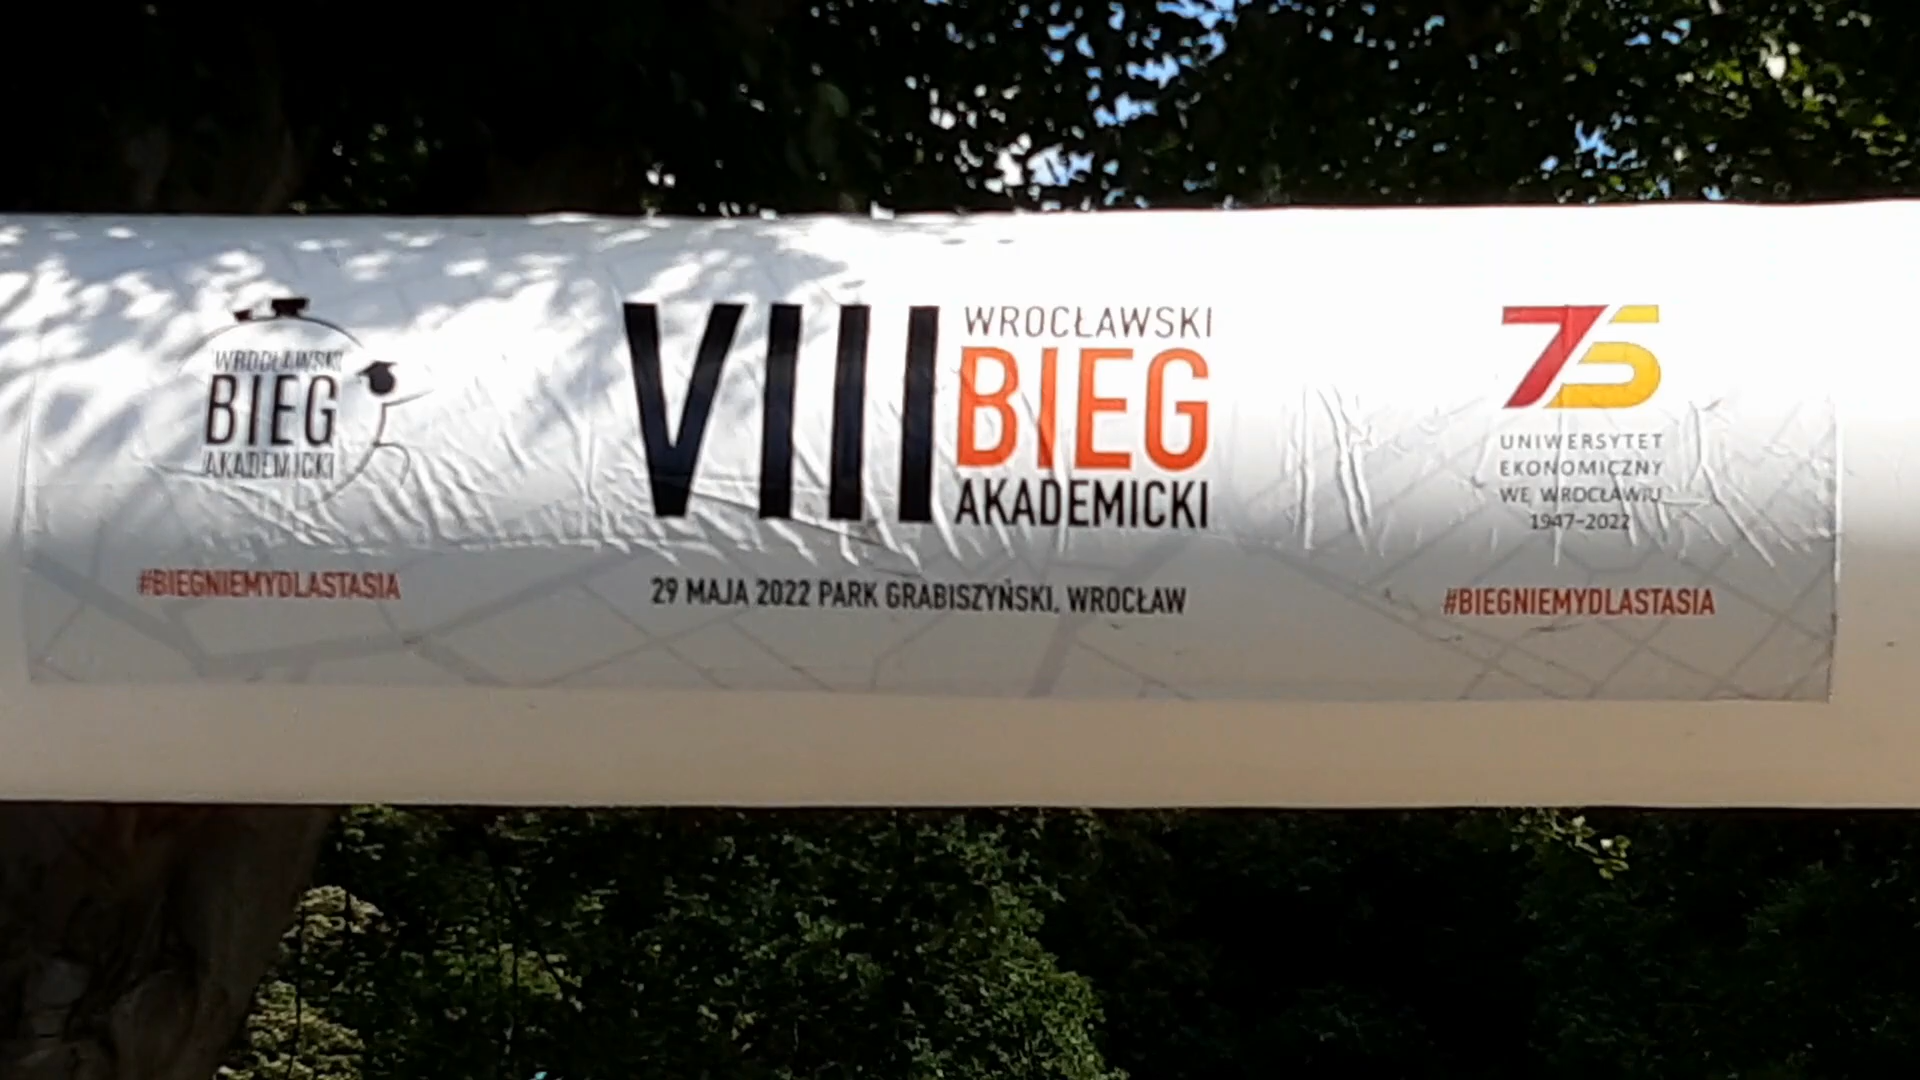 WROCŁAWSKI
BIEG
AKADEMICKI
#BIEGNIEMYDLASTASIA
VIII
WROCŁAWSKI
BIEG
AKADEMICKI
29 MAJA 2022 PARK GRABISZYŃSKI, WROCŁAW
75
UNIWERSYTET
EKONOMICZNY
WE WROCŁAWIU
1947-2022
#BIEGNIEMYDLASTASIA